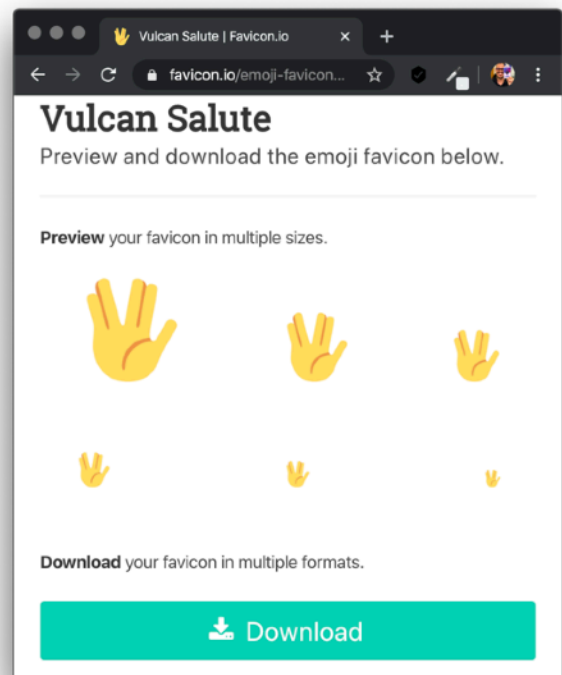 Vulcan Salute | Favicon.io
favicon.io/emoji-favicon...
Vulcan Salute
Preview and download the emoji favicon below.
Preview your favicon in multiple sizes.
Download your favicon in multiple formats.
Download